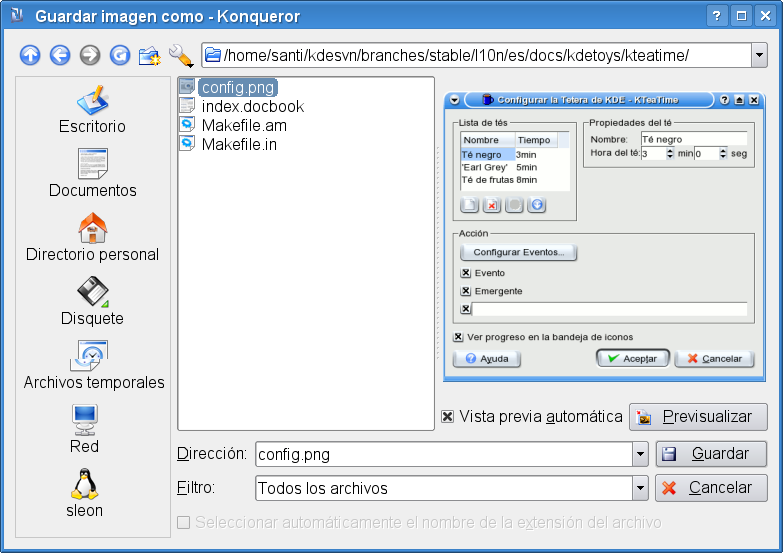 Guardar imagen como - Konqueror
/home/santi/kdesvn/branches/stable/l10n/es/docs/kdetoys/kteatime/
Escritorio
Documentos
Directorio personal
Disquete
Archivos temporales
Red
sleon
config.png
index.docbook
Makefile.am
Makefile.in
Configurar la Tetera de KDE - KTeaTime
Lista de tés
Nombre Tiempo
Té negro 3min
'Earl Grey' 5min
Té de frutas 8min
Propiedades del té
Nombre: Té negro
Hora del té: 3 min 0 seg
Acción
Configurar Eventos...
Evento
Emergente
Ver progreso en la bandeja de iconos
Ayuda Aceptar Cancelar
Vista previa automática Previsualizar
Dirección: config.png Guardar
Filtro: Todos los archivos Cancelar
Seleccionar automáticamente el nombre de la extensión del archivo